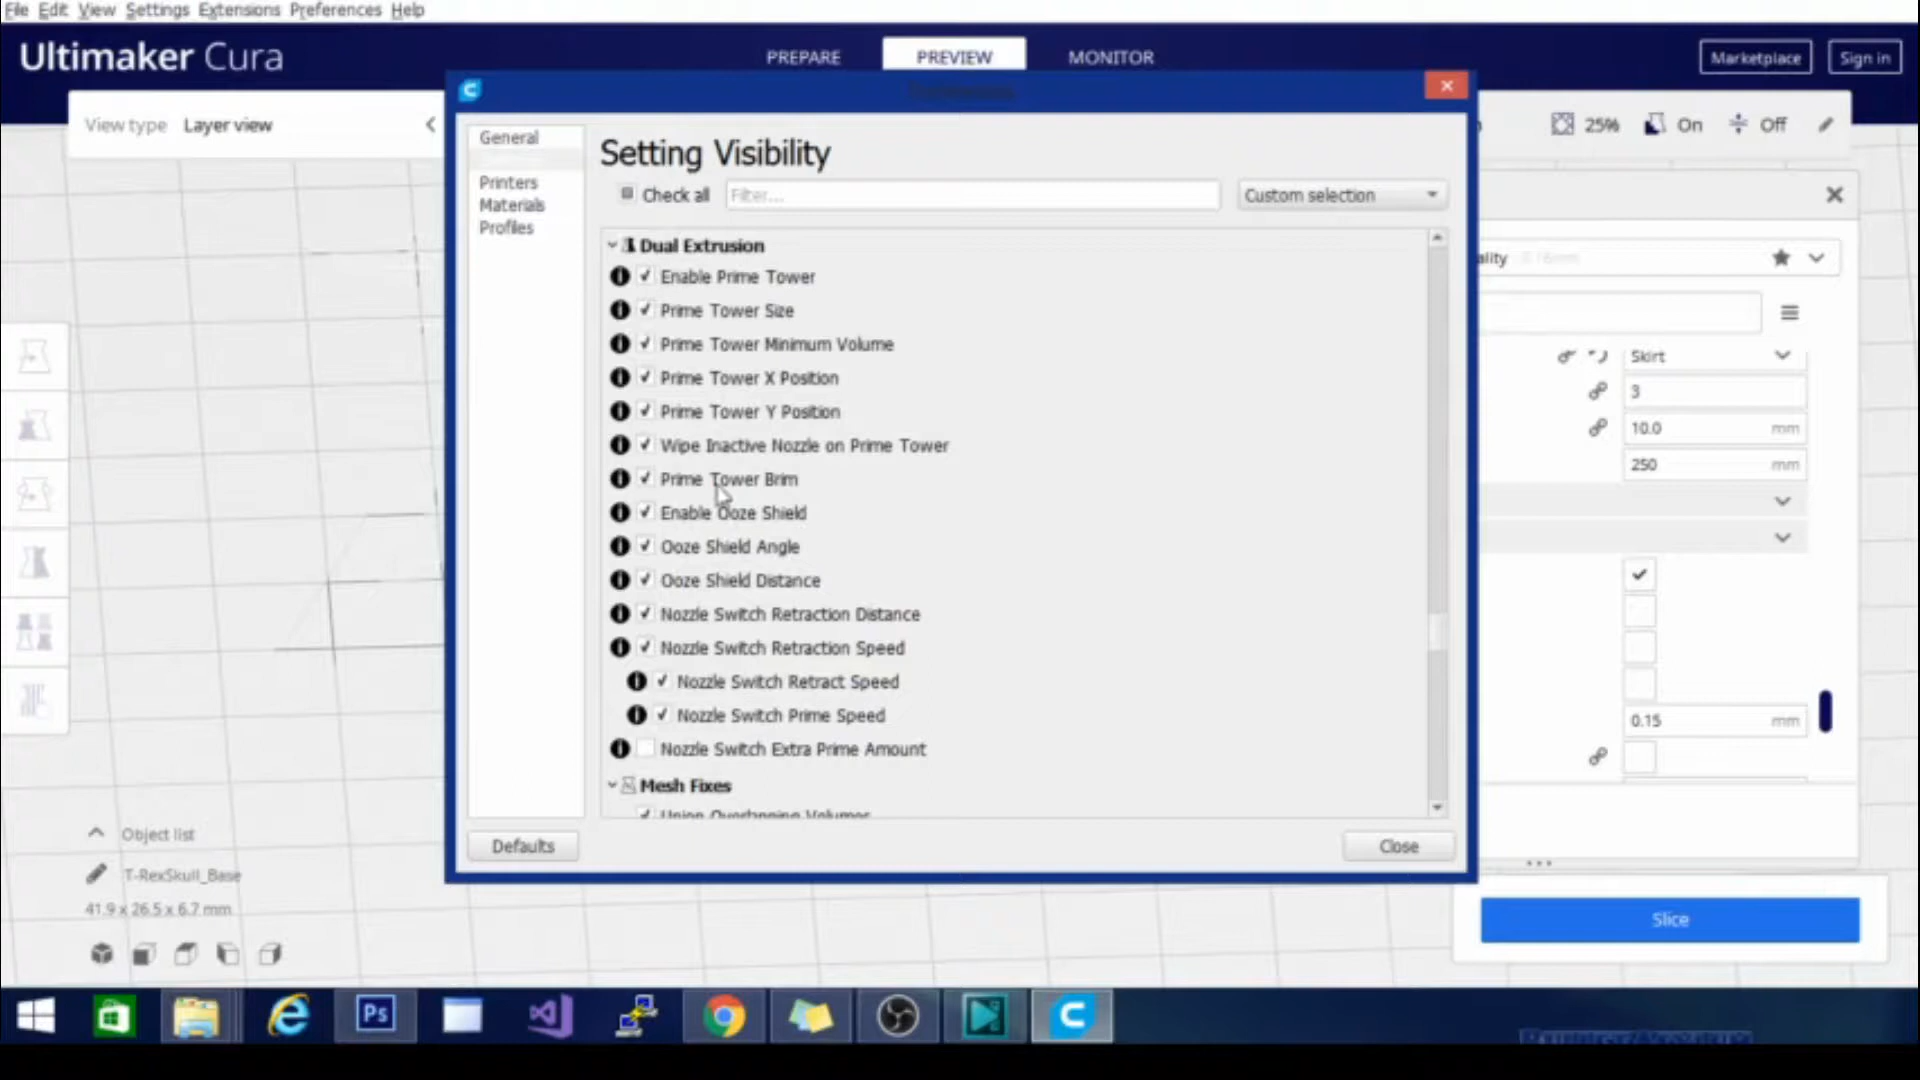 File Edit View Settings Extensions Preferences Help
Ultimaker Cura
PREPARE PREVIEW MONITOR
Marketplace Sign in
View type Layer view
25% On Off
General
Printers
Materials
Profiles
Setting Visibility
Check all Filter... Custom selection
Dual Extrusion
Enable Prime Tower
Prime Tower Size
Prime Tower Minimum Volume
Prime Tower X Position
Prime Tower Y Position
Wipe Inactive Nozzle on Prime Tower
Prime Tower Brim
Enable Ooze Shield
Ooze Shield Angle
Ooze Shield Distance
Nozzle Switch Retraction Distance
Nozzle Switch Retraction Speed
Nozzle Switch Retract Speed
Nozzle Switch Prime Speed
Nozzle Switch Extra Prime Amount
Mesh Fixes
Union Overlapping Volumes
Defaults
Close
ality
Skirt
3
10.0 mm
250 mm
0.15 mm
Object list
T-RexSkull_Base
41.9 x 26.5 x 6.7 mm
Slice
Ps